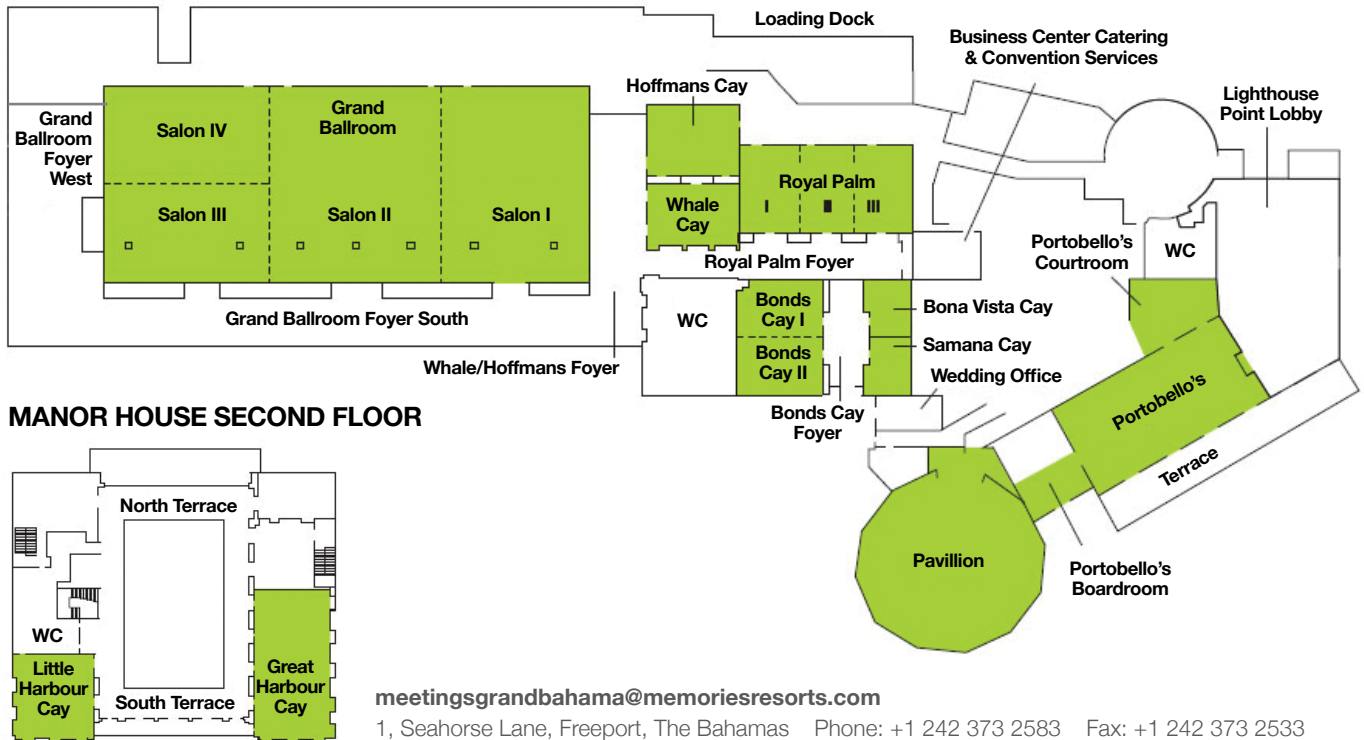 Loading Dock
Business Center Catering
& Convention Services
Hoffmans Cay
Lighthouse
Point Lobby
Grand
Ballroom
Foyer
West
Salon IV
Grand
Ballroom
Salon III
Salon II
Salon I
Whale
Cay
Royal Palm
I
II
III
Royal Palm Foyer
Portobello's
Courtroom
WC
Grand Ballroom Foyer South
WC
Bonds
Cay I
Bonds
Cay II
Bona Vista Cay
Samana Cay
Whale/Hoffmans Foyer
Wedding Office
Bonds Cay
Foyer
Portobello's
Terrace
Pavillion
Portobello's
Boardroom
MANOR HOUSE SECOND FLOOR
North Terrace
WC
Little
Harbour
Cay
South Terrace
Great
Harbour
Cay
meetingsgrandbahama@memoriesresorts.com
1, Seahorse Lane, Freeport, The Bahamas Phone: +1 242 373 2583 Fax: +1 242 373 2533